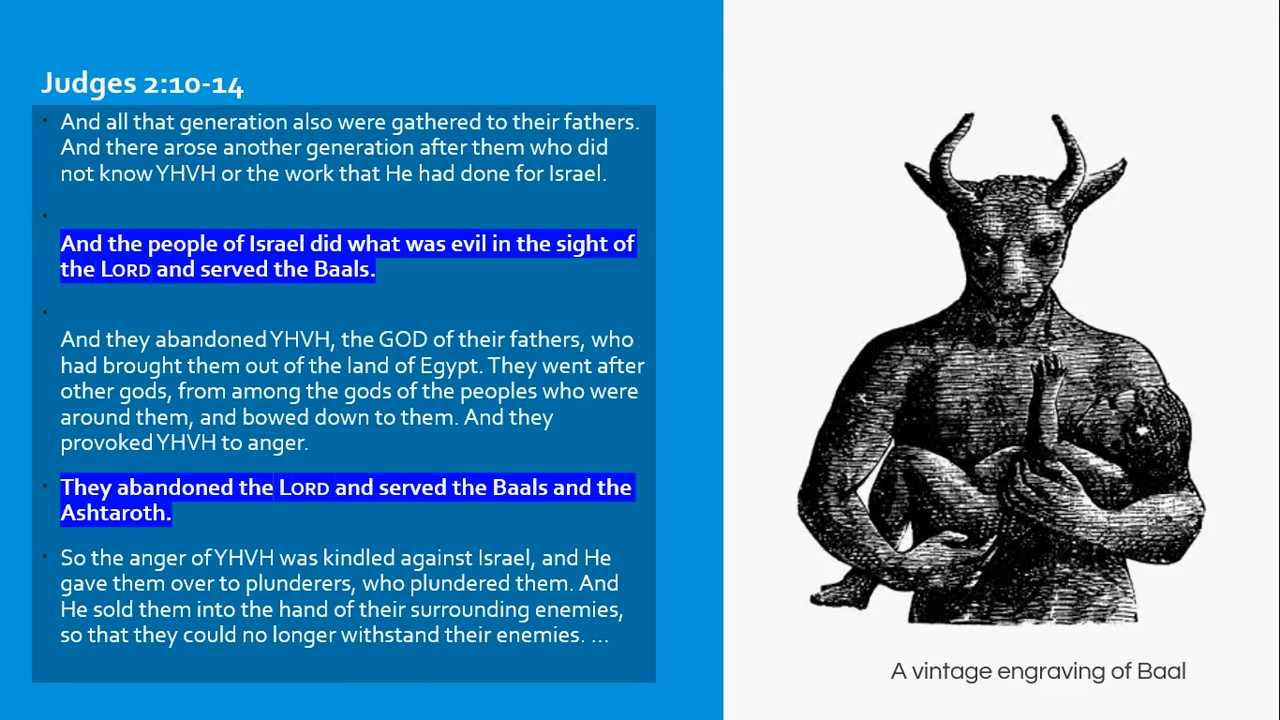 Judges 2:10-14
And all that generation also were gathered to their fathers.
And there arose another generation after them who did
not know YHVH or the work that He had done for Israel.
And the people of Israel did what was evil in the sight of
the LORD and served the Baals.
And they abandoned YHVH, the GOD of their fathers, who
had brought them out of the land of Egypt. They went after
other gods, from among the gods of the peoples who were
around them, and bowed down to them. And they
provoked YHVH to anger.
They abandoned the LORD and served the Baals and the
Ashtaroth.
So the anger of YHVH was kindled against Israel, and He
gave them over to plunderers, who plundered them. And
He sold them into the hand of their surrounding enemies,
so that they could no longer withstand their enemies. ...
A vintage engraving of Baal